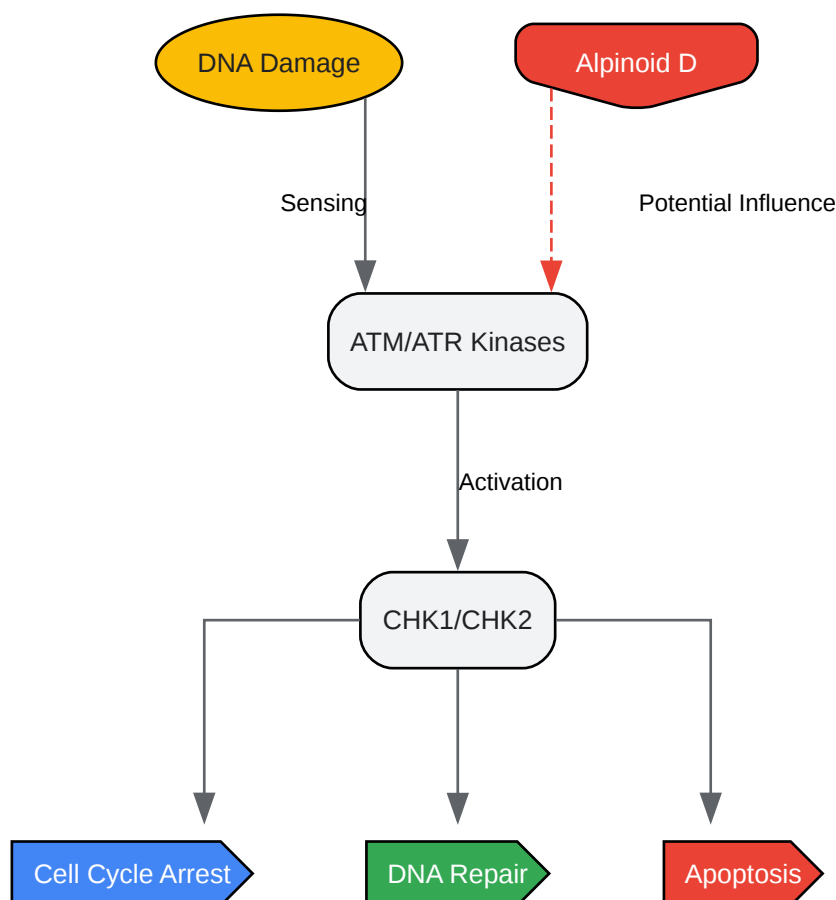 DNA Damage
Alpinoid D
Sensing
Potential Influence
ATM/ATR Kinases
Activation
CHK1/CHK2
Cell Cycle Arrest
DNA Repair
Apoptosis